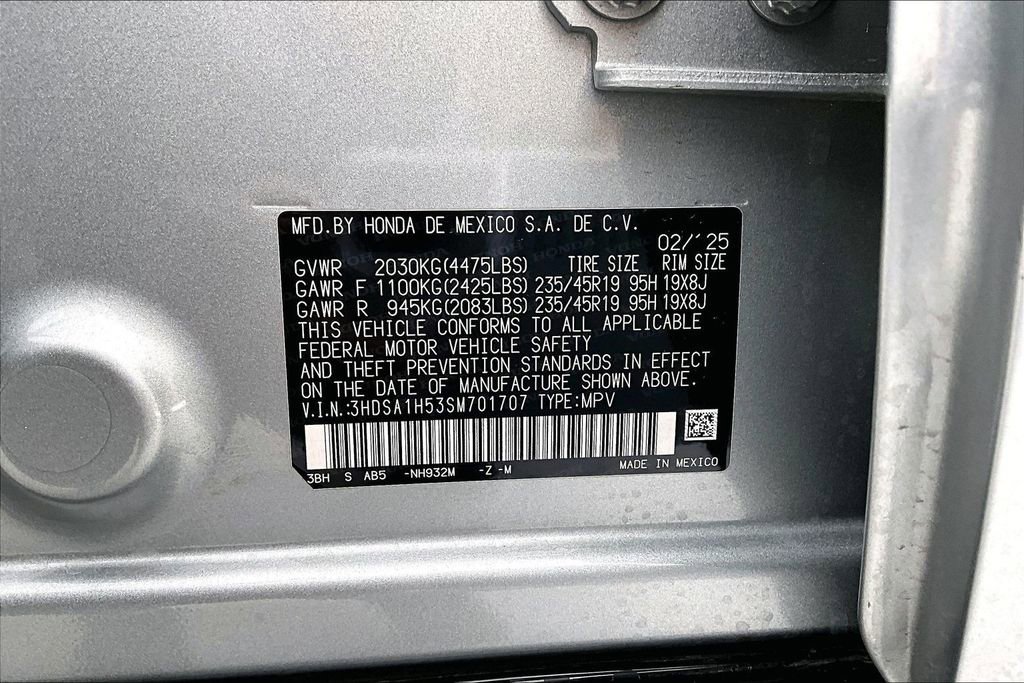 MFD.BY HONDA DE MEXICO S.A. DE C.V.
02/'25
GVWR 2030KG(4475LBS) TIRE SIZE RIM SIZE
GAWR F 1100KG(2425LBS) 235/45R19 95H 19X8J
GAWR R 945KG(2083LBS) 235/45R19 95H 19X8J
THIS VEHICLE CONFORMS TO ALL APPLICABLE
FEDERAL MOTOR VEHICLE SAFETY
AND THEFT PREVENTION STANDARDS IN EFFECT
ON THE DATE OF MANUFACTURE SHOWN ABOVE.
V.I.N.:3HDSA1H53SM701707 TYPE:MPV
3BH S AB5 -NH932M -Z -M MADE IN MEXICO